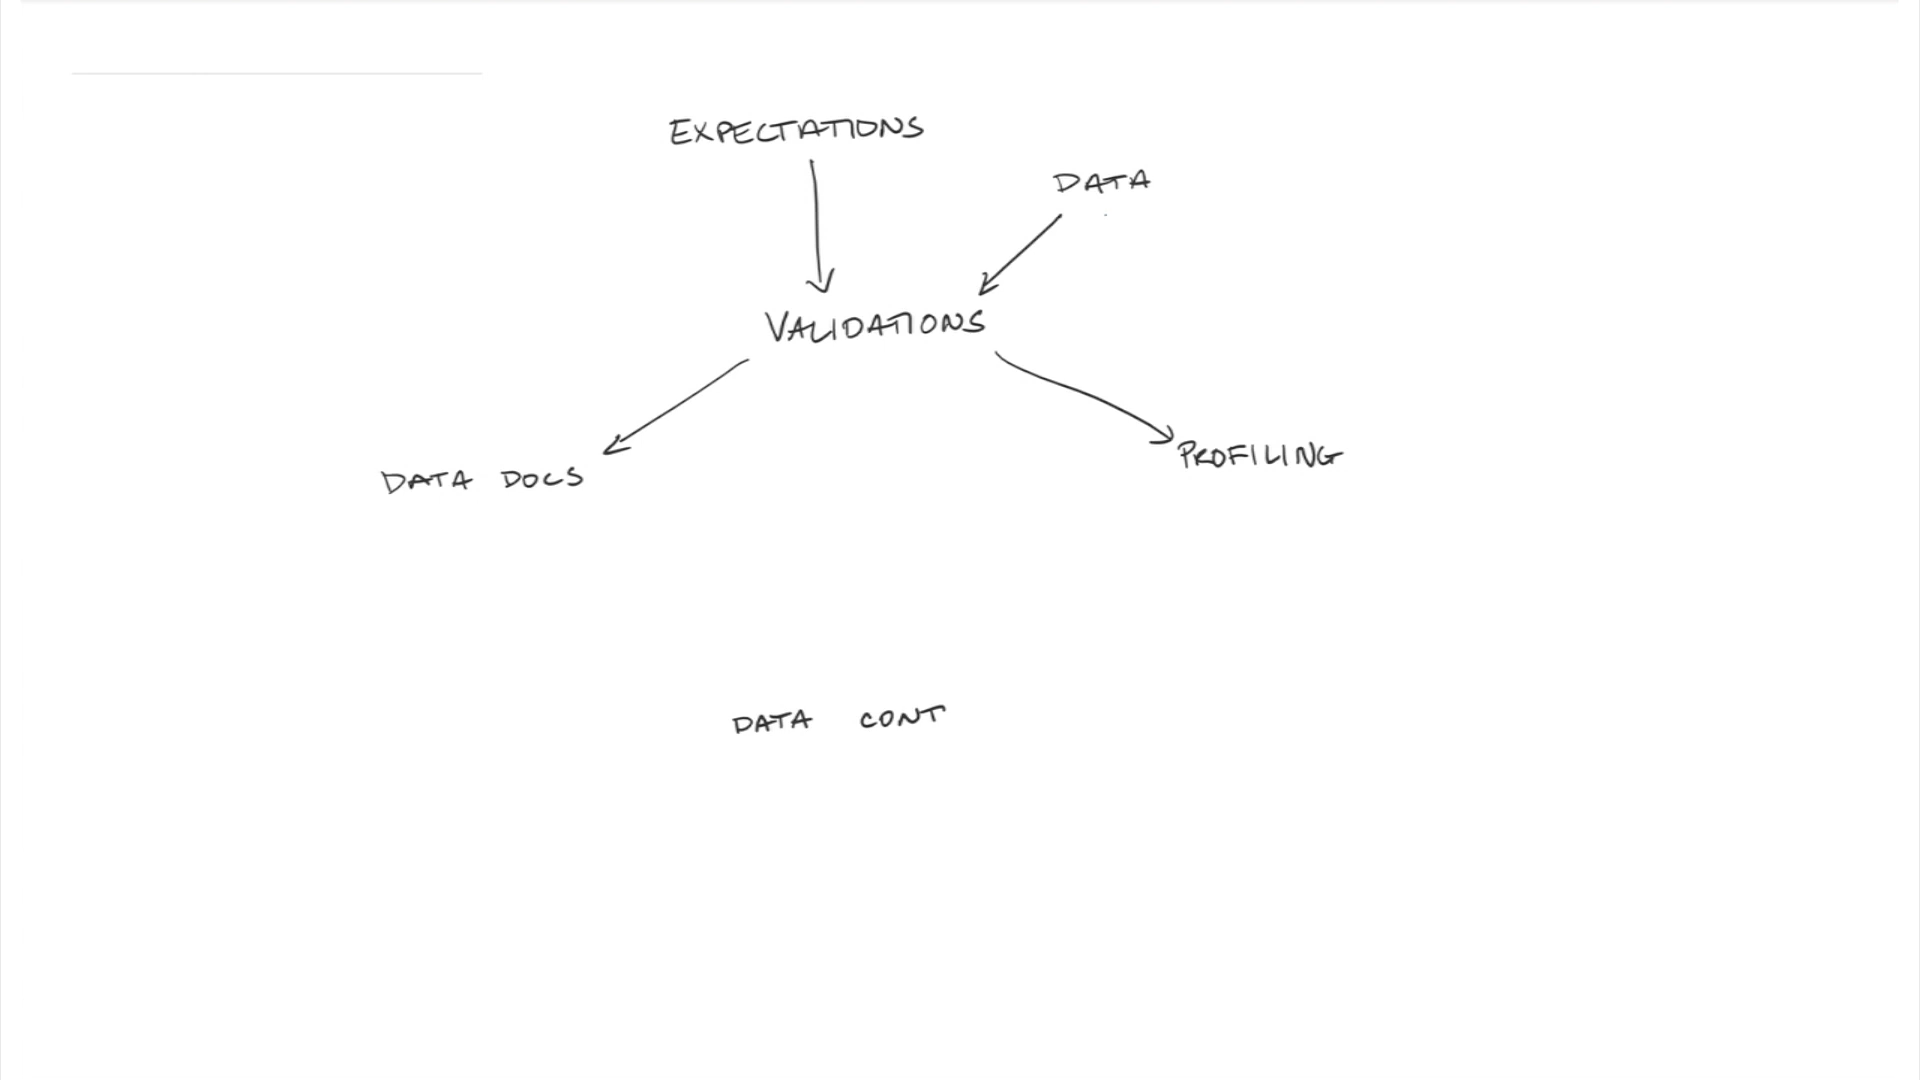 EXPECTATIONS
DATA
VALIDATIONS
DATA DOCS
PROFILING
DATA CONT